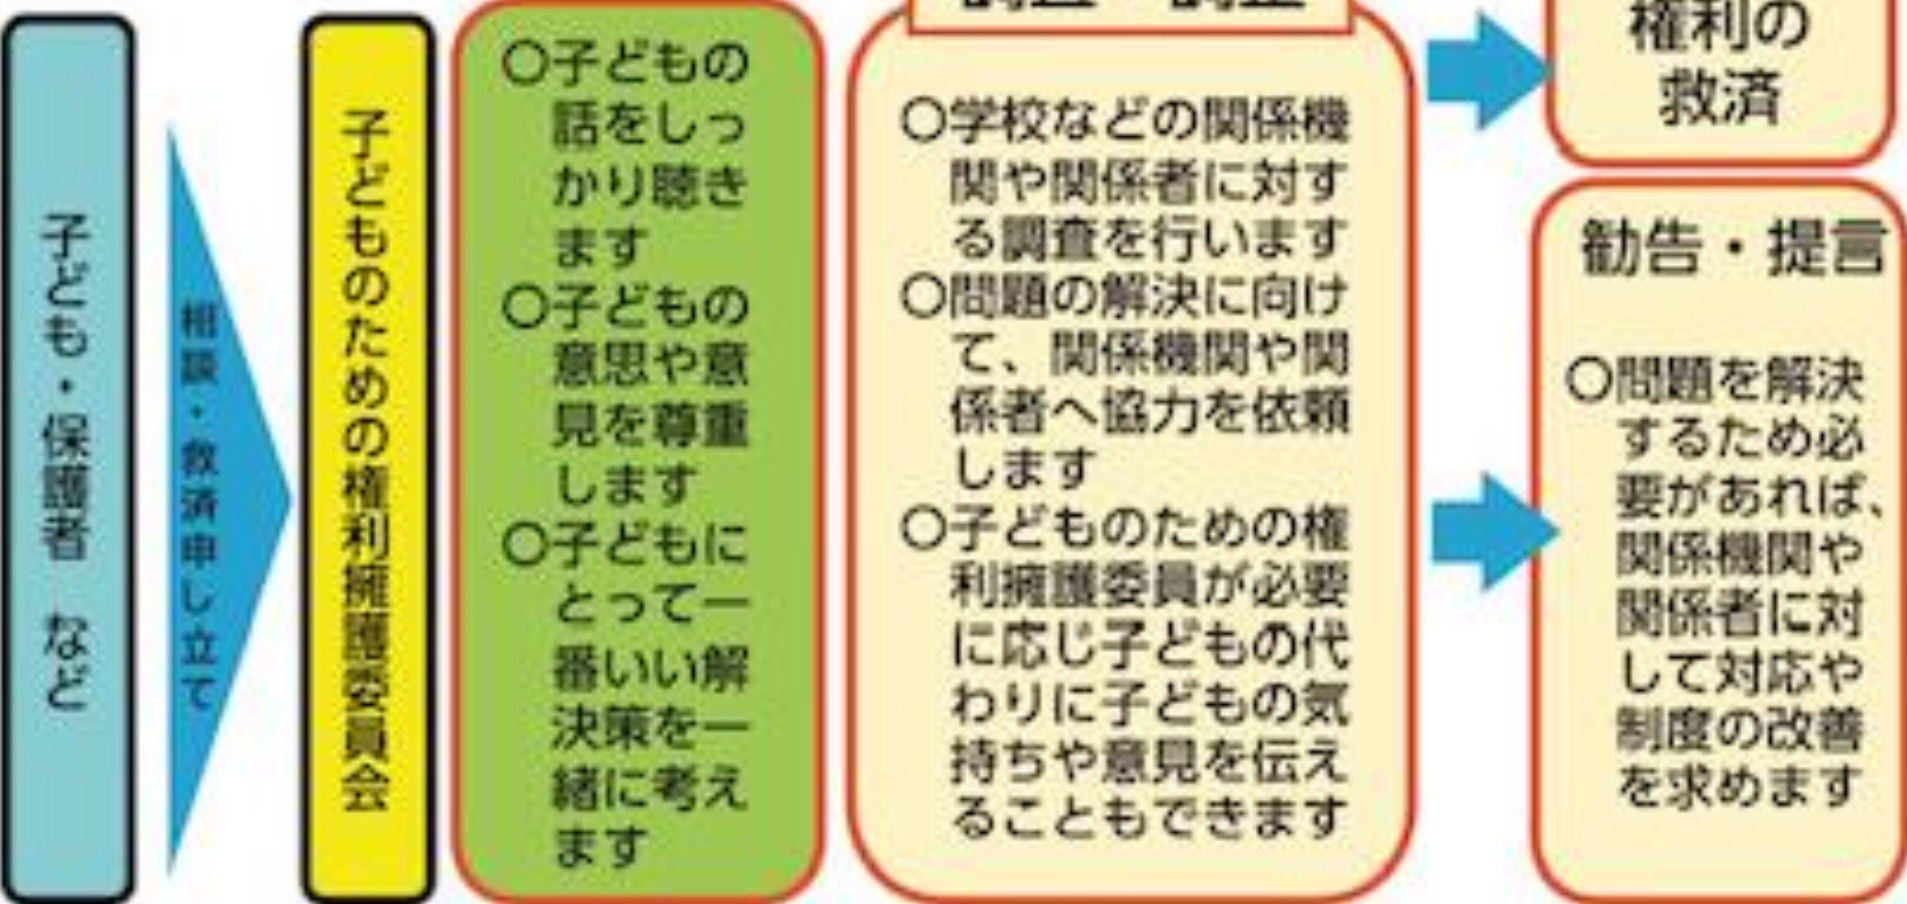 子ども・保護者 など
相談・救済申し立て
子どものための権利擁護委員会
○子どもの
話をしっ
かり聴き
ます
○子どもの
意思や意
見を尊重
します
○子どもに
とって一
番いい解
決策を一
緒に考え
ます
○学校などの関係機
関や関係者に対す
る調査を行います
○問題の解決に向け
て、関係機関や関
係者へ協力を依頼
します
○子どものための権
利擁護委員が必要
に応じ子どもの代
わりに子どもの気
持ちや意見を伝え
ることもできます
権利の
救済
勧告・提言
○問題を解決
するため必
要があれば、
関係機関や
関係者に対
して対応や
制度の改善
を求めます